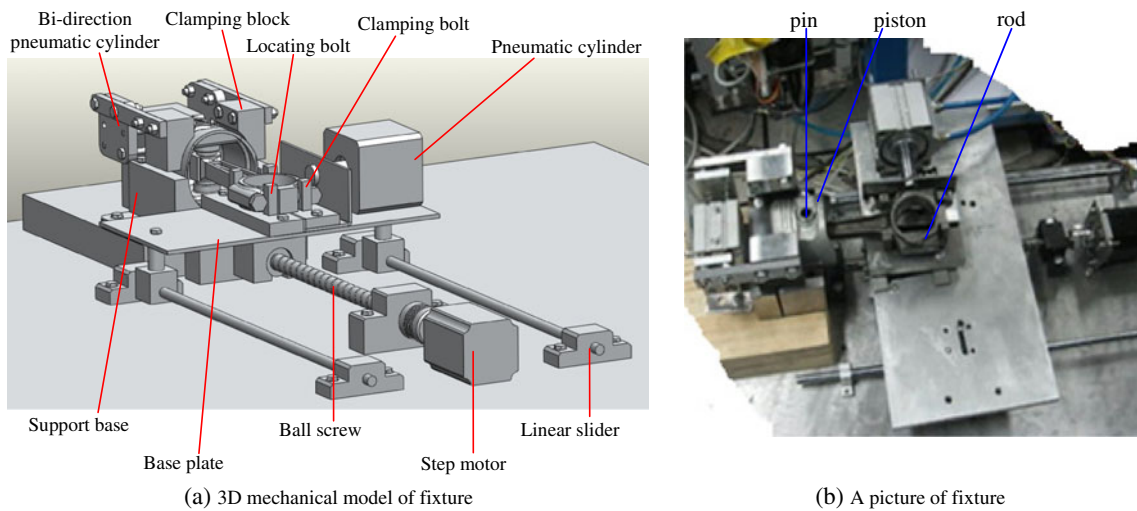 Bi-direction
pneumatic cylinder
Clamping block
Locating bolt
Clamping bolt
Pneumatic cylinder
Support base
Base plate
Ball screw
Step motor
Linear slider
(a) 3D mechanical model of fixture
pin
piston
rod
(b) A picture of fixture